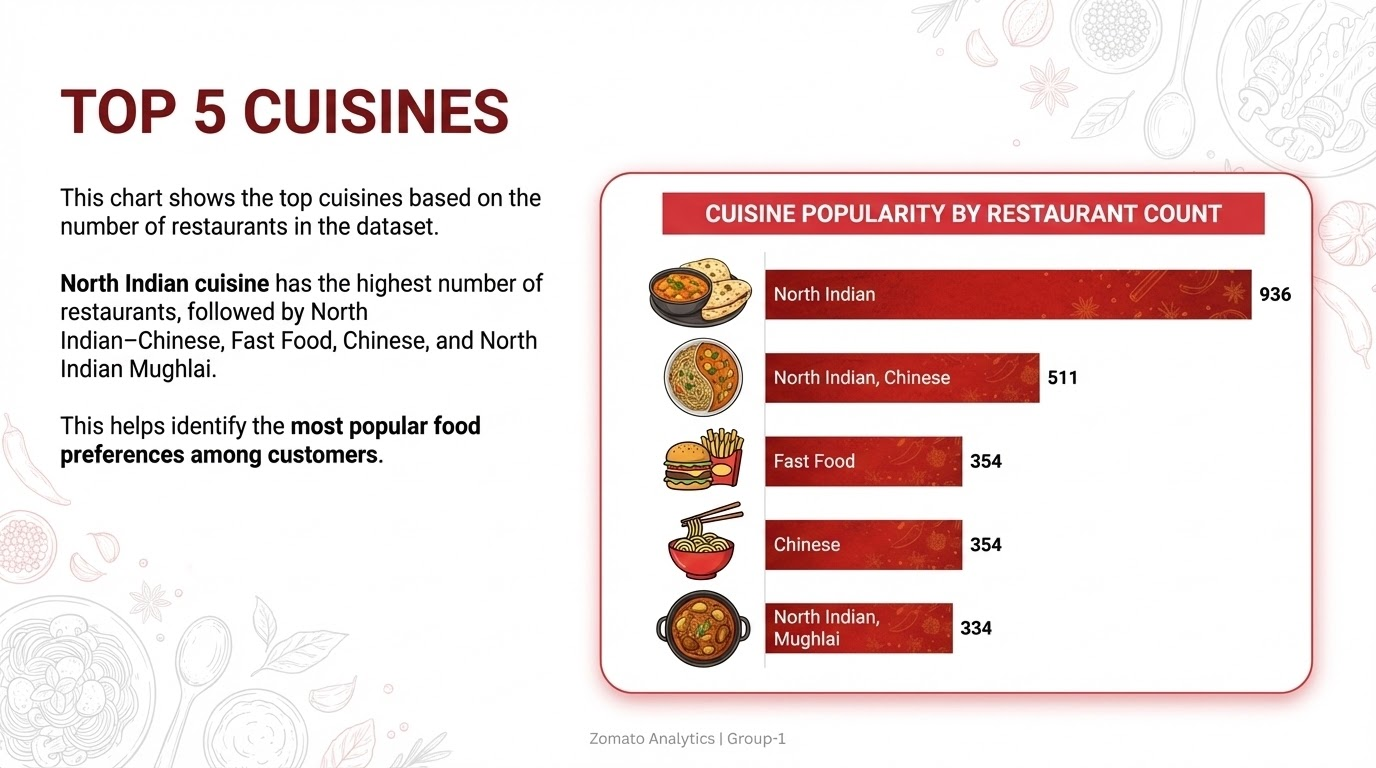 TOP 5 CUISINES
This chart shows the top cuisines based on the
number of restaurants in the dataset.
North Indian cuisine has the highest number of
restaurants, followed by North
Indian–Chinese, Fast Food, Chinese, and North
Indian Mughlai.
This helps identify the most popular food
preferences among customers.
CUISINE POPULARITY BY RESTAURANT COUNT
North Indian 936
North Indian, Chinese 511
Fast Food 354
Chinese 354
North Indian,
Mughlai 334
Zomato Analytics | Group-1